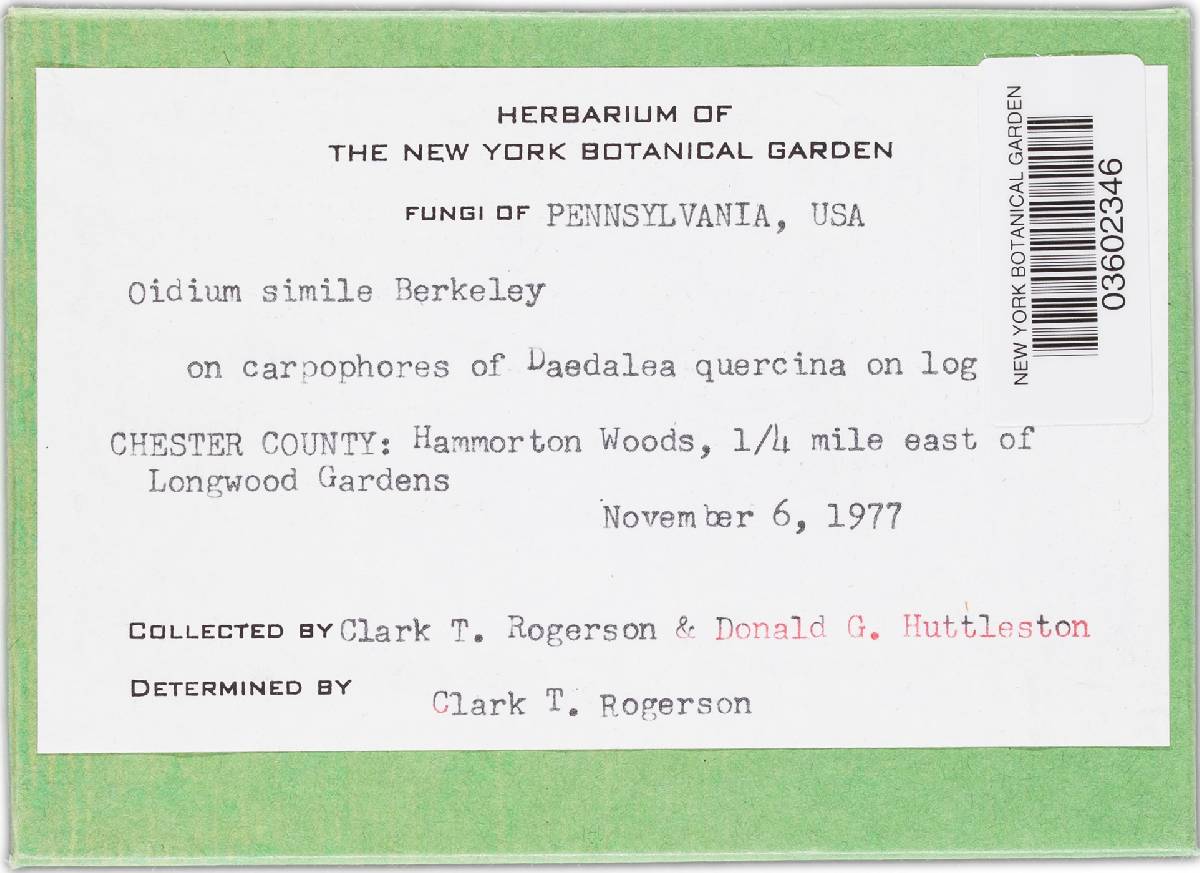 HERBARIUM OF
THE NEW YORK BOTANICAL GARDEN
FUNGI OF PENNSYLVANIA, USA
Oidium simile Berkeley
on carpophores of Daedalea quercina on log
CHESTER COUNTY: Hammorton Woods, 1/4 mile east of
Longwood Gardens
November 6, 1977
COLLECTED BY Clark T. Rogerson & Donald G. Huttleston
DETERMINED BY Clark T. Rogerson
NEW YORK BOTANICAL GARDEN
03602346